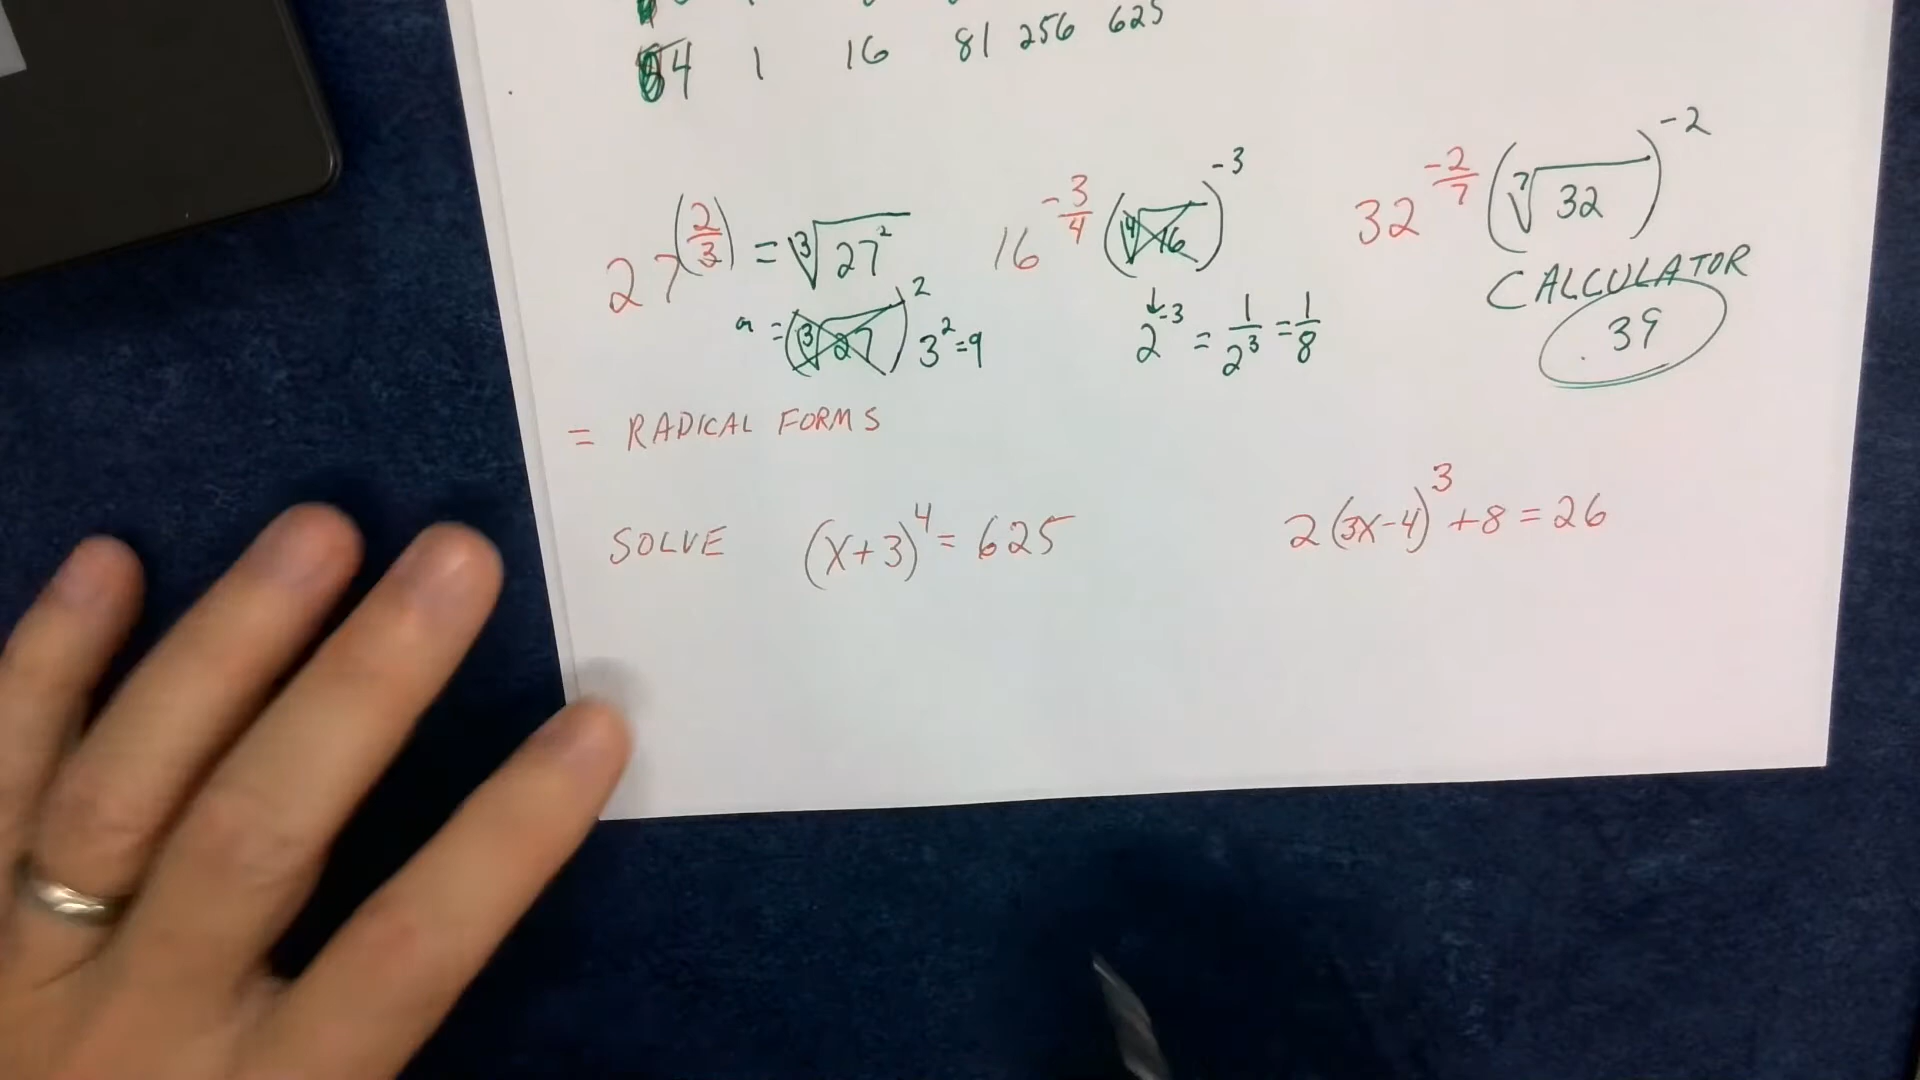 4 1 16 81 256 625
27^(2/3) = ∛27² 16^-3/4 (∜16)^-3 32^-2/7 (⁷√32)^-2
= (∛27)² 3²=9 2^-3 = 1/2³ = 1/8 CALCULATOR
.39
= RADICAL FORMS
SOLVE (x+3)⁴ = 625 2(3x-4)³ +8 = 26